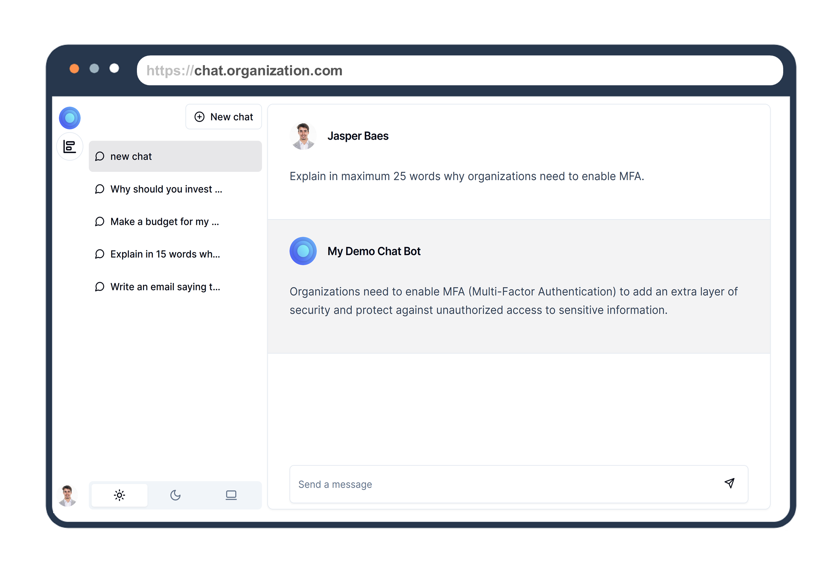 https://chat.organization.com
New chat
new chat
Why should you invest ...
Make a budget for my ...
Explain in 15 words wh...
Write an email saying t...
Jasper Baes
Explain in maximum 25 words why organizations need to enable MFA.
My Demo Chat Bot
Organizations need to enable MFA (Multi-Factor Authentication) to add an extra layer of
security and protect against unauthorized access to sensitive information.
Send a message